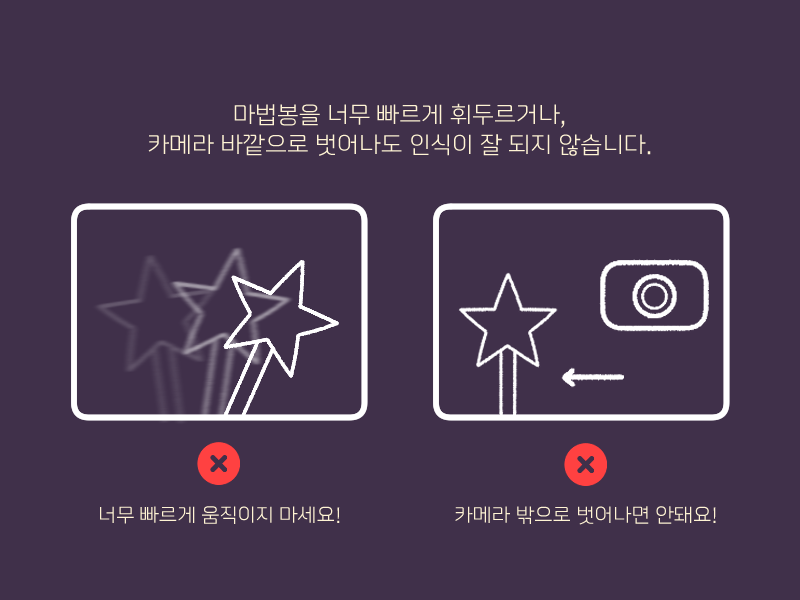 마법봉을 너무 빠르게 휘두르거나,
카메라 바깥으로 벗어나도 인식이 잘 되지 않습니다.
너무 빠르게 움직이지 마세요!
카메라 밖으로 벗어나면 안돼요!